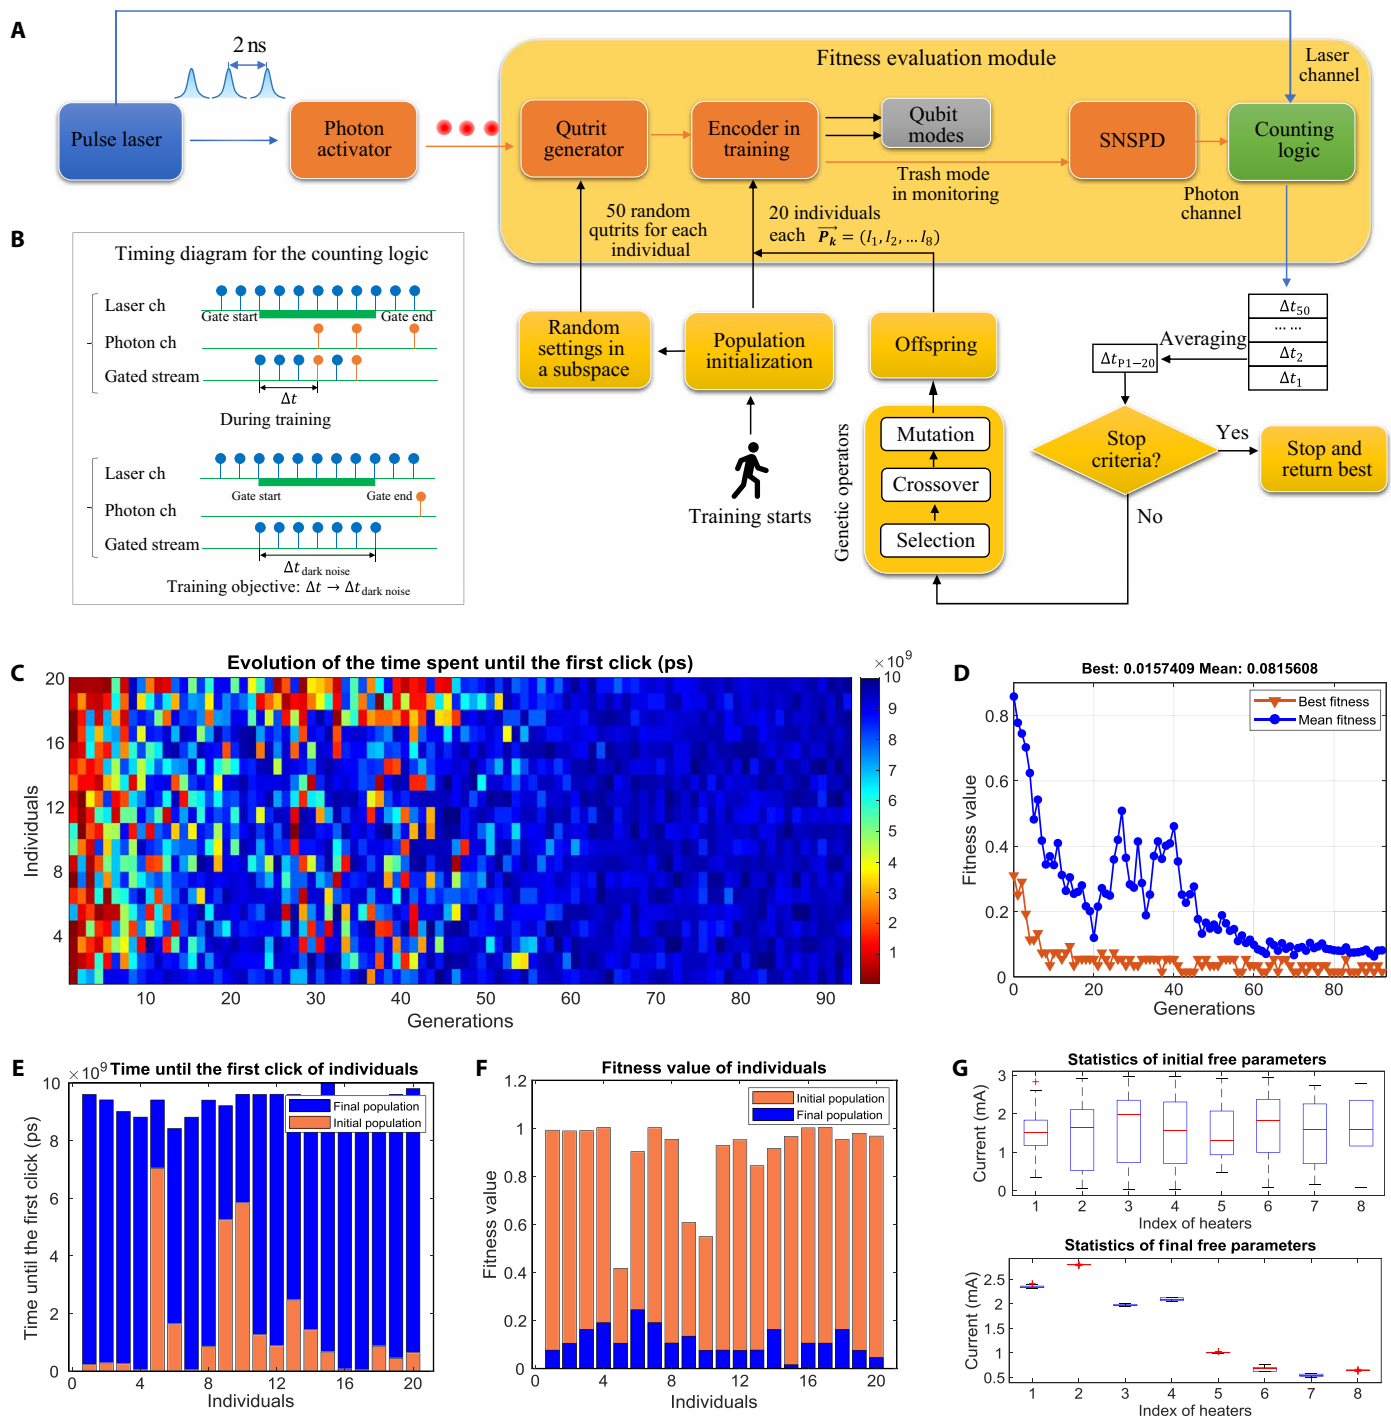 A
2 ns
Pulse laser
Photon
activator
Fitness evaluation module
Qutrit
generator
Encoder in
training
Qubit
modes
Trash mode
in monitoring
SNSPD
Laser
channel
Counting
logic
Photon
channel
50 random
qutrits for each
individual
20 individuals
each P⃗k = (I1, I2, … I8)
Random
settings in
a subspace
Population
initialization
Training starts
Offspring
Genetic operators
Mutation
Crossover
Selection
Δt50
... ...
Δt2
Δt1
Averaging
ΔtP1−20
Stop
criteria?
Yes
No
Stop and
return best
B
Timing diagram for the counting logic
Laser ch
Gate start
Gate end
Photon ch
Gated stream
Δt
During training
Laser ch
Gate start
Gate end
Photon ch
Gated stream
Δtdark noise
Training objective: Δt → Δtdark noise
C
Evolution of the time spent until the first click (ps)
×10^9
20
16
12
8
4
Individuals
10 20 30 40 50 60 70 80 90
Generations
10
9
8
7
6
5
4
3
2
1
D
Best: 0.0157409 Mean: 0.0815608
Best fitness
Mean fitness
0.8
0.6
0.4
0.2
0
Fitness value
0 20 40 60 80
Generations
E
×10^9
Time until the first click of individuals
Final population
Initial population
10
8
6
4
2
0
Time until the first click (ps)
0 4 8 12 16 20
Individuals
F
Fitness value of individuals
Initial population
Final population
1.2
1
0.8
0.6
0.4
0.2
0
Fitness value
0 4 8 12 16 20
Individuals
G
Statistics of initial free parameters
3
2
1
0
Current (mA)
1 2 3 4 5 6 7 8
Index of heaters
Statistics of final free parameters
2.5
2
1
0.5
Current (mA)
1 2 3 4 5 6 7 8
Index of heaters